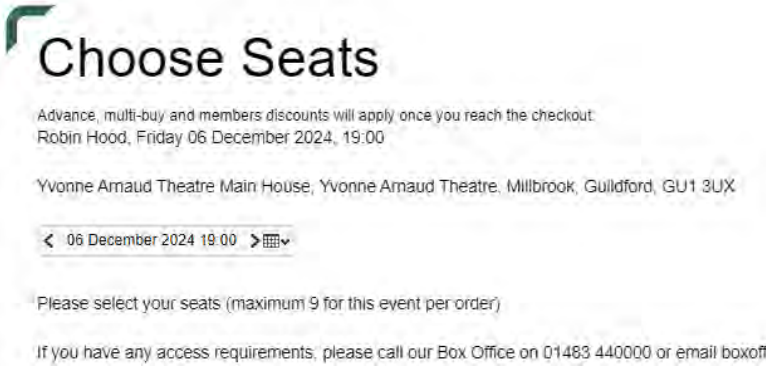 Choose Seats
Advance, multi-buy and members discounts will apply once you reach the checkout.
Robin Hood, Friday 06 December 2024, 19:00
Yvonne Arnaud Theatre Main House, Yvonne Arnaud Theatre, Millbrook, Guildford, GU1 3UX
06 December 2024 19:00
Please select your seats (maximum 9 for this event per order)
If you have any access requirements, please call our Box Office on 01483 440000 or email boxoff